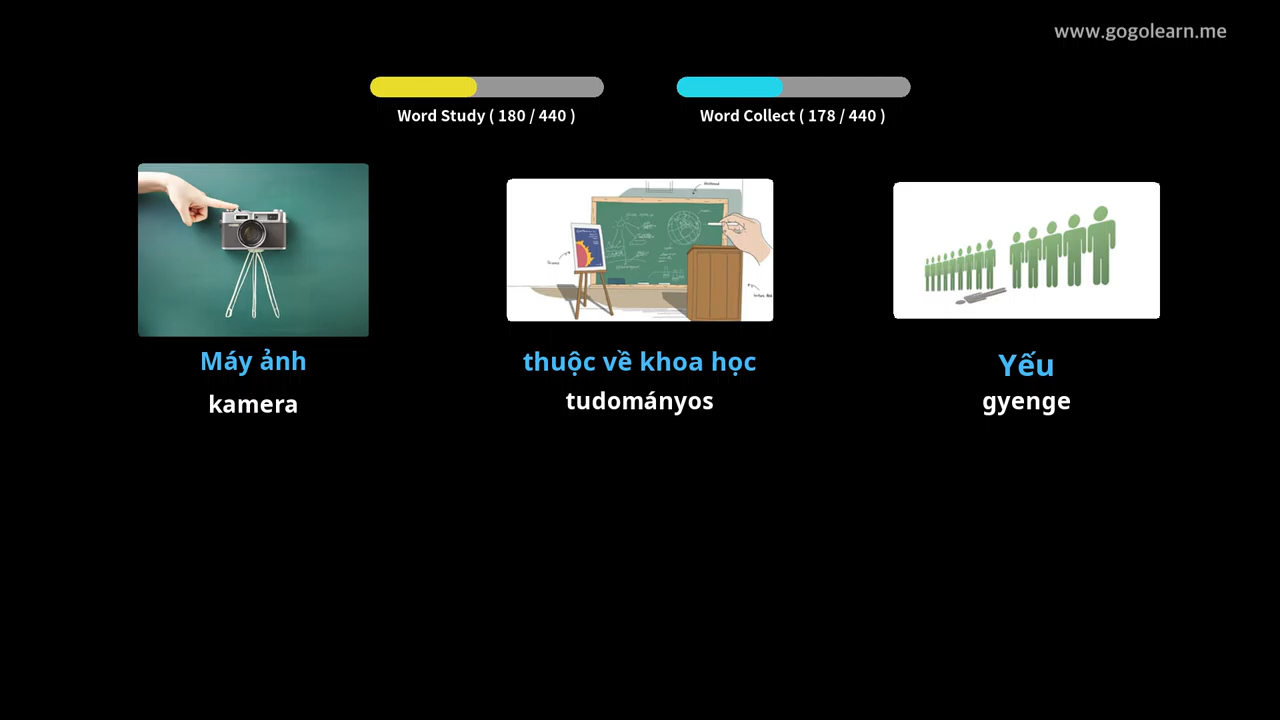 www.gogolearn.me
Word Study ( 180 / 440 )
Word Collect ( 178 / 440 )
Máy ảnh
thuộc về khoa học
Yếu
kamera
tudományos
gyenge